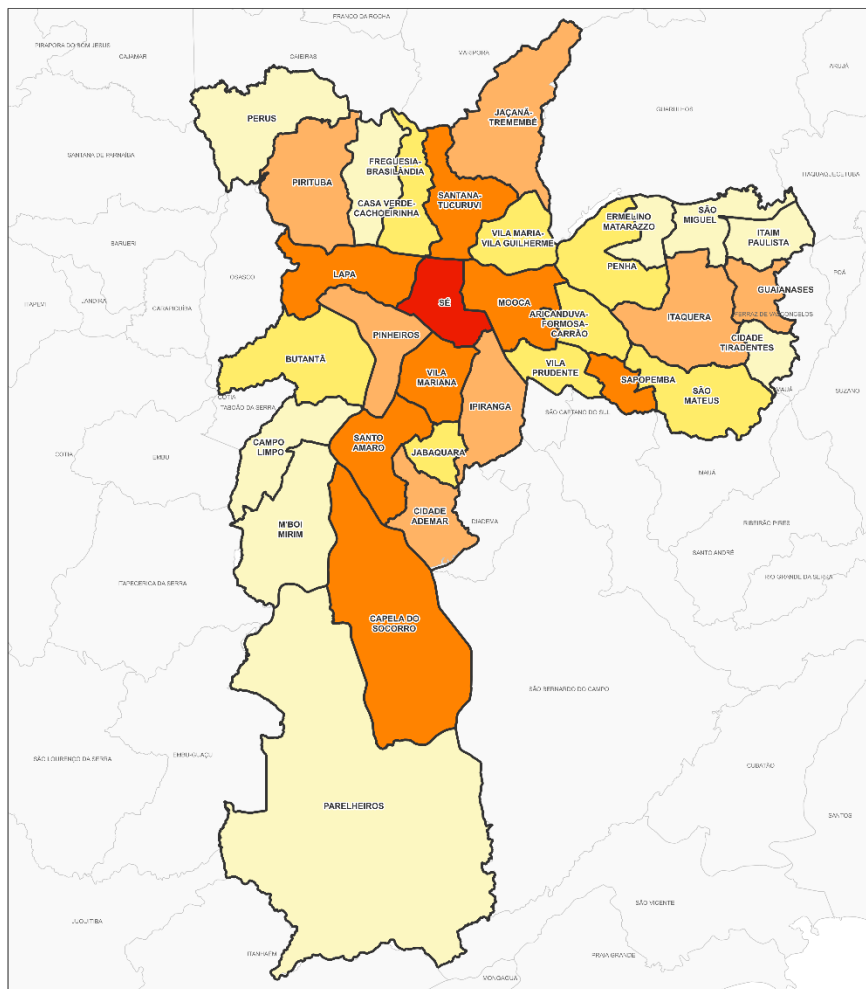 FRANCO DA ROCHA
PIRAPORA DO BOM JESUS
MAIRIPORÃ
CAJAMAR
CAIEIRAS
ARUJÁ
GUARULHOS
JAÇANÃ-
TREMEMBÉ
PERUS
SANTANA DE PARNAÍBA
FREGUESIA-
BRASILÂNDIA
ITAQUAQUECETUBA
PIRITUBA
SANTANA-
TUCURUVI
CASA VERDE-
CACHOEIRINHA
ERMELINO
MATARAZZO
SÃO
MIGUEL
VILA MARIA-
VILA GUILHERME
ITAIM
PAULISTA
BARUERI
PENHA
LAPA
OSASCO
POÁ
ITAPEVI
JANDIRA
CARAPICUÍBA
SÉ
MOOCA
GUAIANASES
ARICANDUVA-
FORMOSA-
CARRÃO
ITAQUERA
FERRAZ DE VASCONCELOS
PINHEIROS
CIDADE
TIRADENTES
BUTANTÃ
VILA
PRUDENTE
VILA
MARIANA
SAPOPEMBA
MAUÁ
SUZANO
COTIA
TABOÃO DA SERRA
IPIRANGA
SÃO
MATEUS
SÃO CAETANO DO SUL
SANTO
AMARO
CAMPO
LIMPO
JABAQUARA
COTIA
EMBU
MAUÁ
CIDADE
ADEMAR
DIADEMA
M'BOI
MIRIM
RIBEIRÃO PIRES
SANTO ANDRÉ
ITAPECERICA DA SERRA
RIO GRANDE DA SERRA
CAPELA DO
SOCORRO
SÃO BERNARDO DO CAMPO
EMBU-GUAÇU
SÃO LOURENÇO DA SERRA
CUBATÃO
PARELHEIROS
SANTOS
SÃO VICENTE
JUQUITIBA
ITANHAÉM
PRAIA GRANDE
MONGAGUÁ